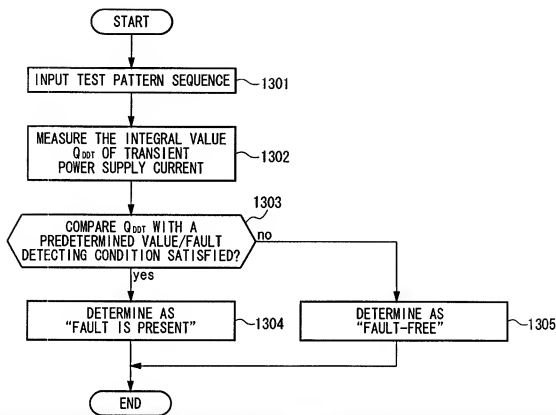 START
INPUT TEST PATTERN SEQUENCE
1301
MEASURE THE INTEGRAL VALUE
QDDT OF TRANSIENT
POWER SUPPLY CURRENT
1302
1303
COMPARE QDDT WITH A
PREDETERMINED VALUE/FAULT
DETECTING CONDITION SATISFIED?
no
yes
DETERMINE AS
“FAULT IS PRESENT”
1304
DETERMINE AS
“FAULT-FREE”
1305
END